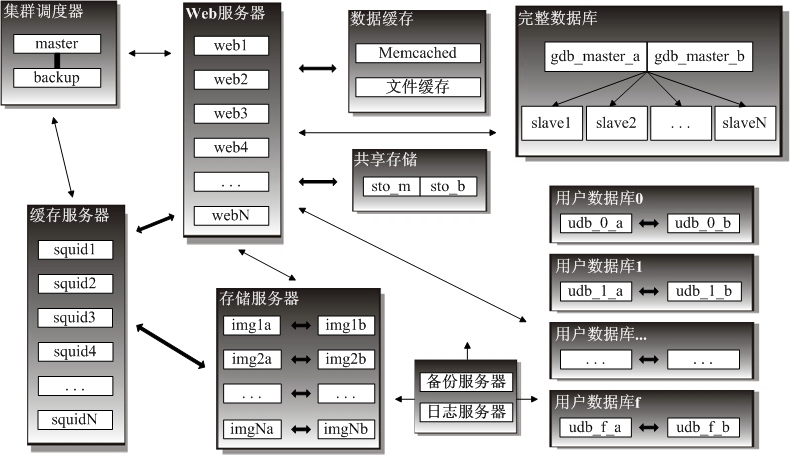 集群调度器
master
backup
Web服务器
web1
web2
web3
web4
...
webN
数据缓存
Memcached
文件缓存
完整数据库
gdb_master_a gdb_master_b
slave1 slave2 ... slaveN
共享存储
sto_m sto_b
缓存服务器
squid1
squid2
squid3
squid4
...
squidN
存储服务器
img1a img1b
img2a img2b
... ...
imgNa imgNb
备份服务器
日志服务器
用户数据库0
udb_0_a udb_0_b
用户数据库1
udb_1_a udb_1_b
用户数据库...
... ...
用户数据库f
udb_f_a udb_f_b